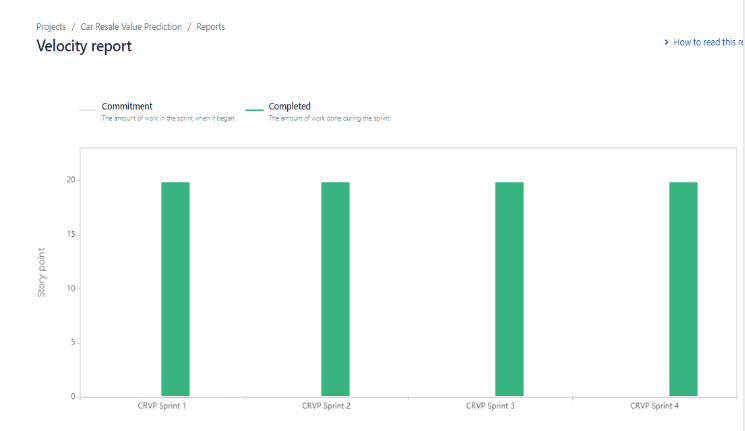 Projects / Car Resale Value Prediction / Reports
Velocity report
How to read this re
Commitment
The amount of work in the sprint when it began.
Completed
The amount of work done during the sprint.
Story point
20
15
10
5
0
CRVP Sprint 1
CRVP Sprint 2
CRVP Sprint 3
CRVP Sprint 4